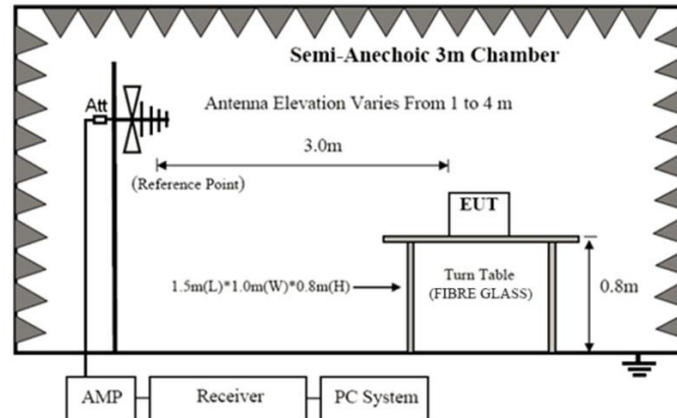 Semi-Anechoic 3m Chamber
Att
Antenna Elevation Varies From 1 to 4 m
3.0m
(Reference Point)
EUT
1.5m(L)*1.0m(W)*0.8m(H)
Turn Table
(FIBRE GLASS)
0.8m
AMP
Receiver
PC System